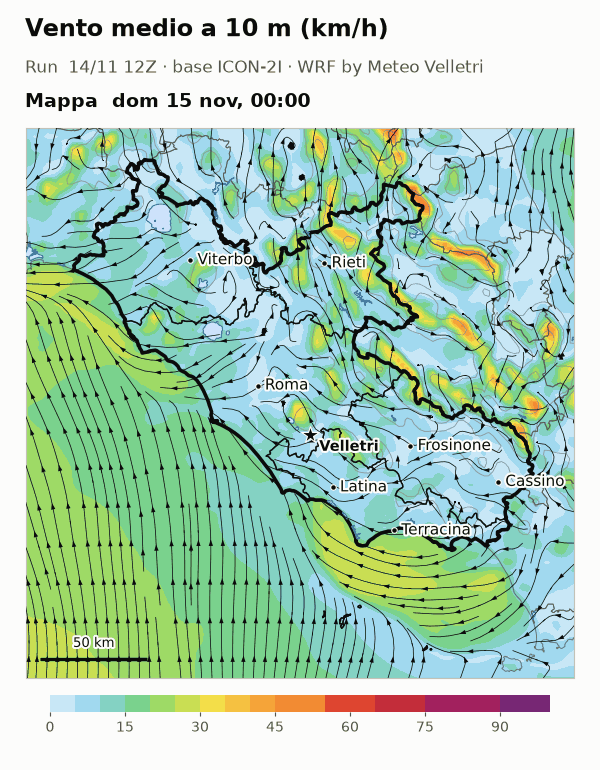 Vento medio a 10 m (km/h)
Run 14/11 12Z · base ICON-2I · WRF by Meteo Velletri
Mappa dom 15 nov, 00:00
Viterbo
Rieti
Roma
Velletri
Frosinone
Latina
Cassino
Terracina
50 km
0 15 30 45 60 75 90